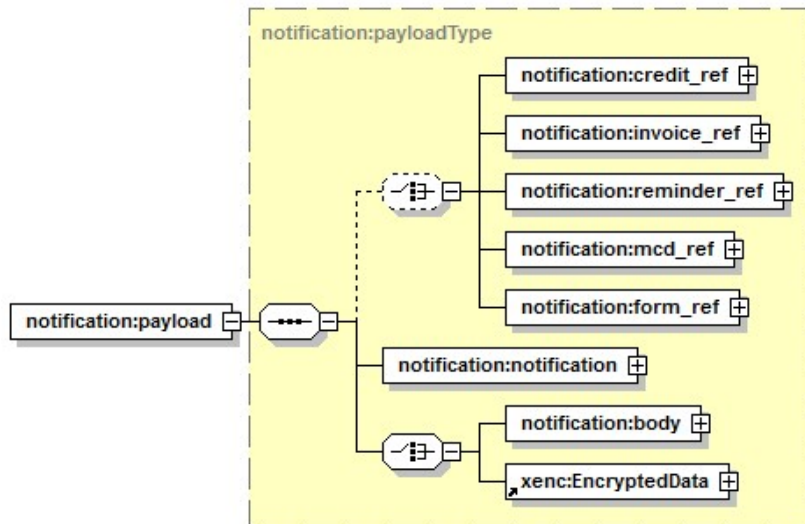 notification:payloadType
notification:credit_ref
notification:invoice_ref
notification:reminder_ref
notification:mcd_ref
notification:form_ref
notification:payload
notification:notification
notification:body
xenc:EncryptedData